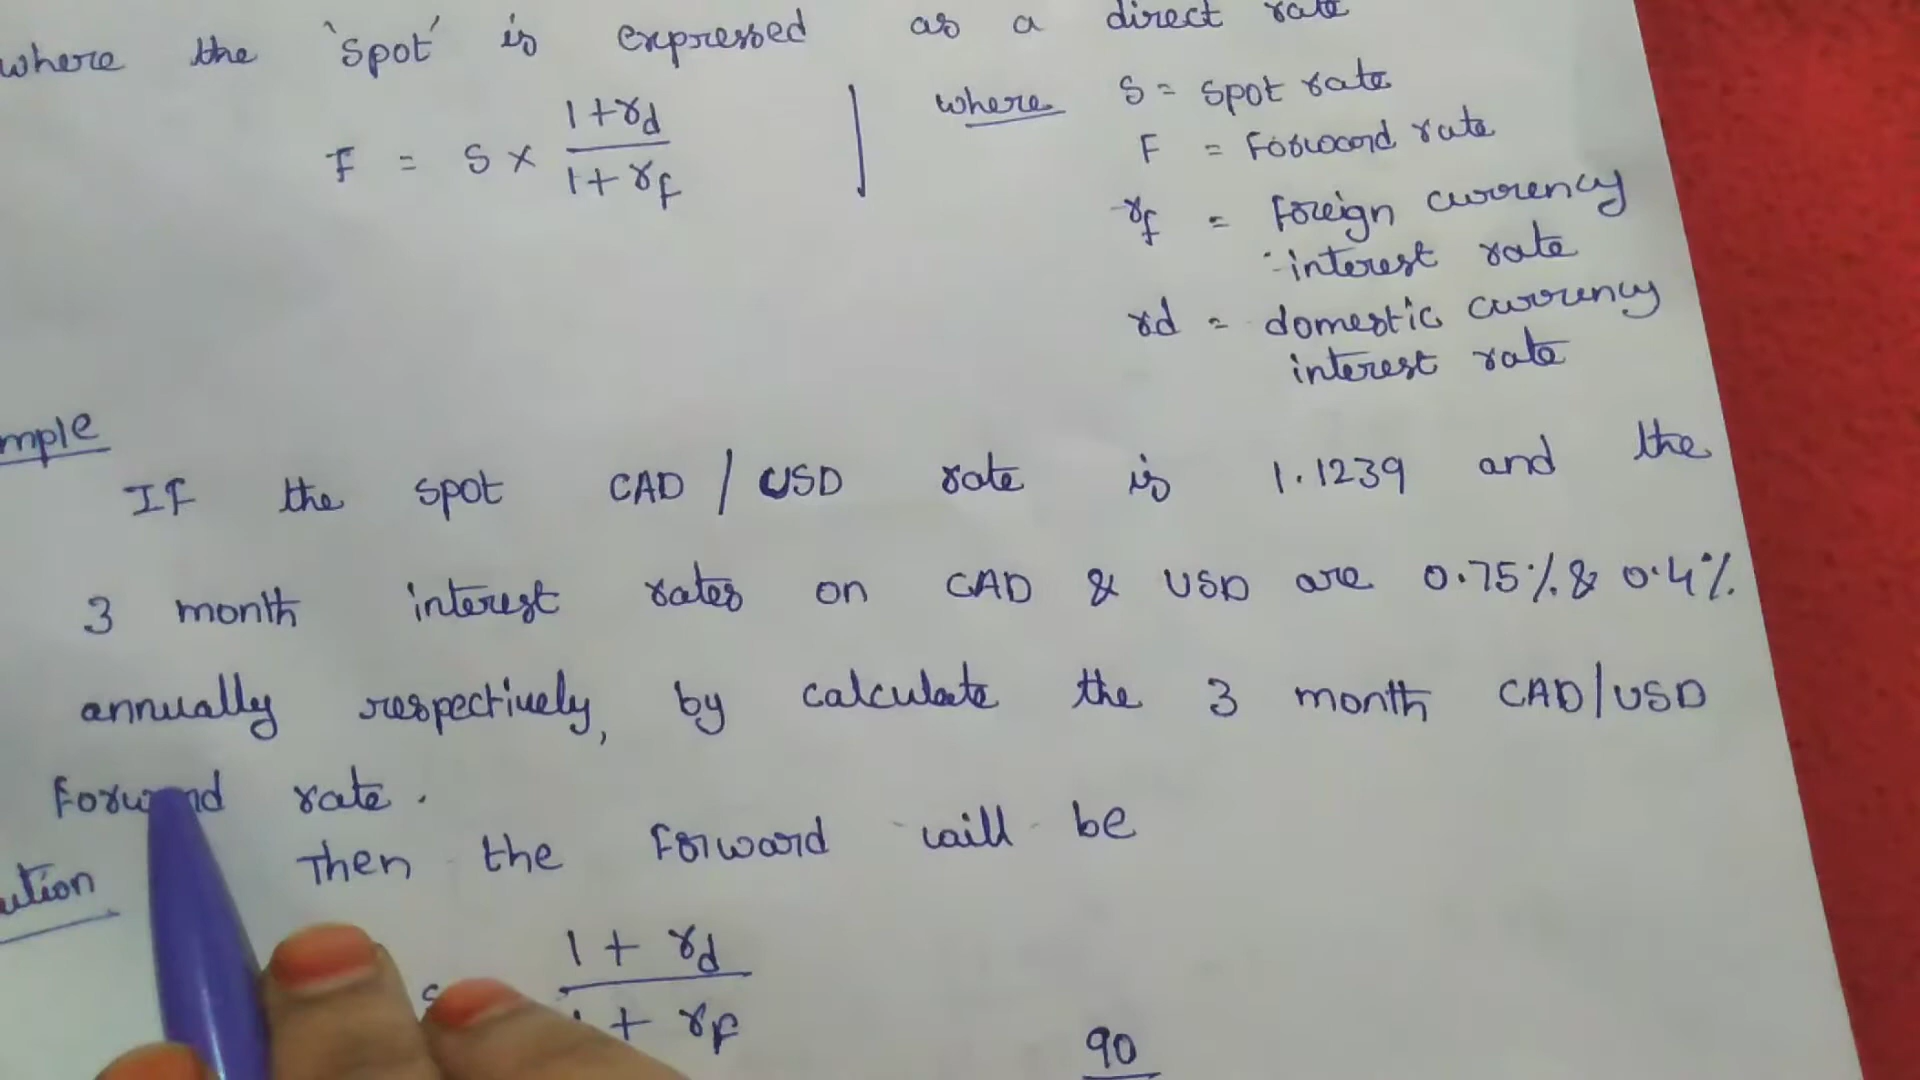 where the 'spot' is expressed as a direct rate
F = S × (1+rd)/(1+rf) where S = spot rate
F = Forward rate
rf = Foreign currency
interest rate
rd = domestic currency
interest rate
mple
IF the spot CAD / USD rate is 1.1239 and the
3 month interest rates on CAD & USD are 0.75% & 0.4%
annually respectively, by calculate the 3 month CAD/USD
Forward rate.
ution Then the Forward will be
1 + rd
+ rf
90